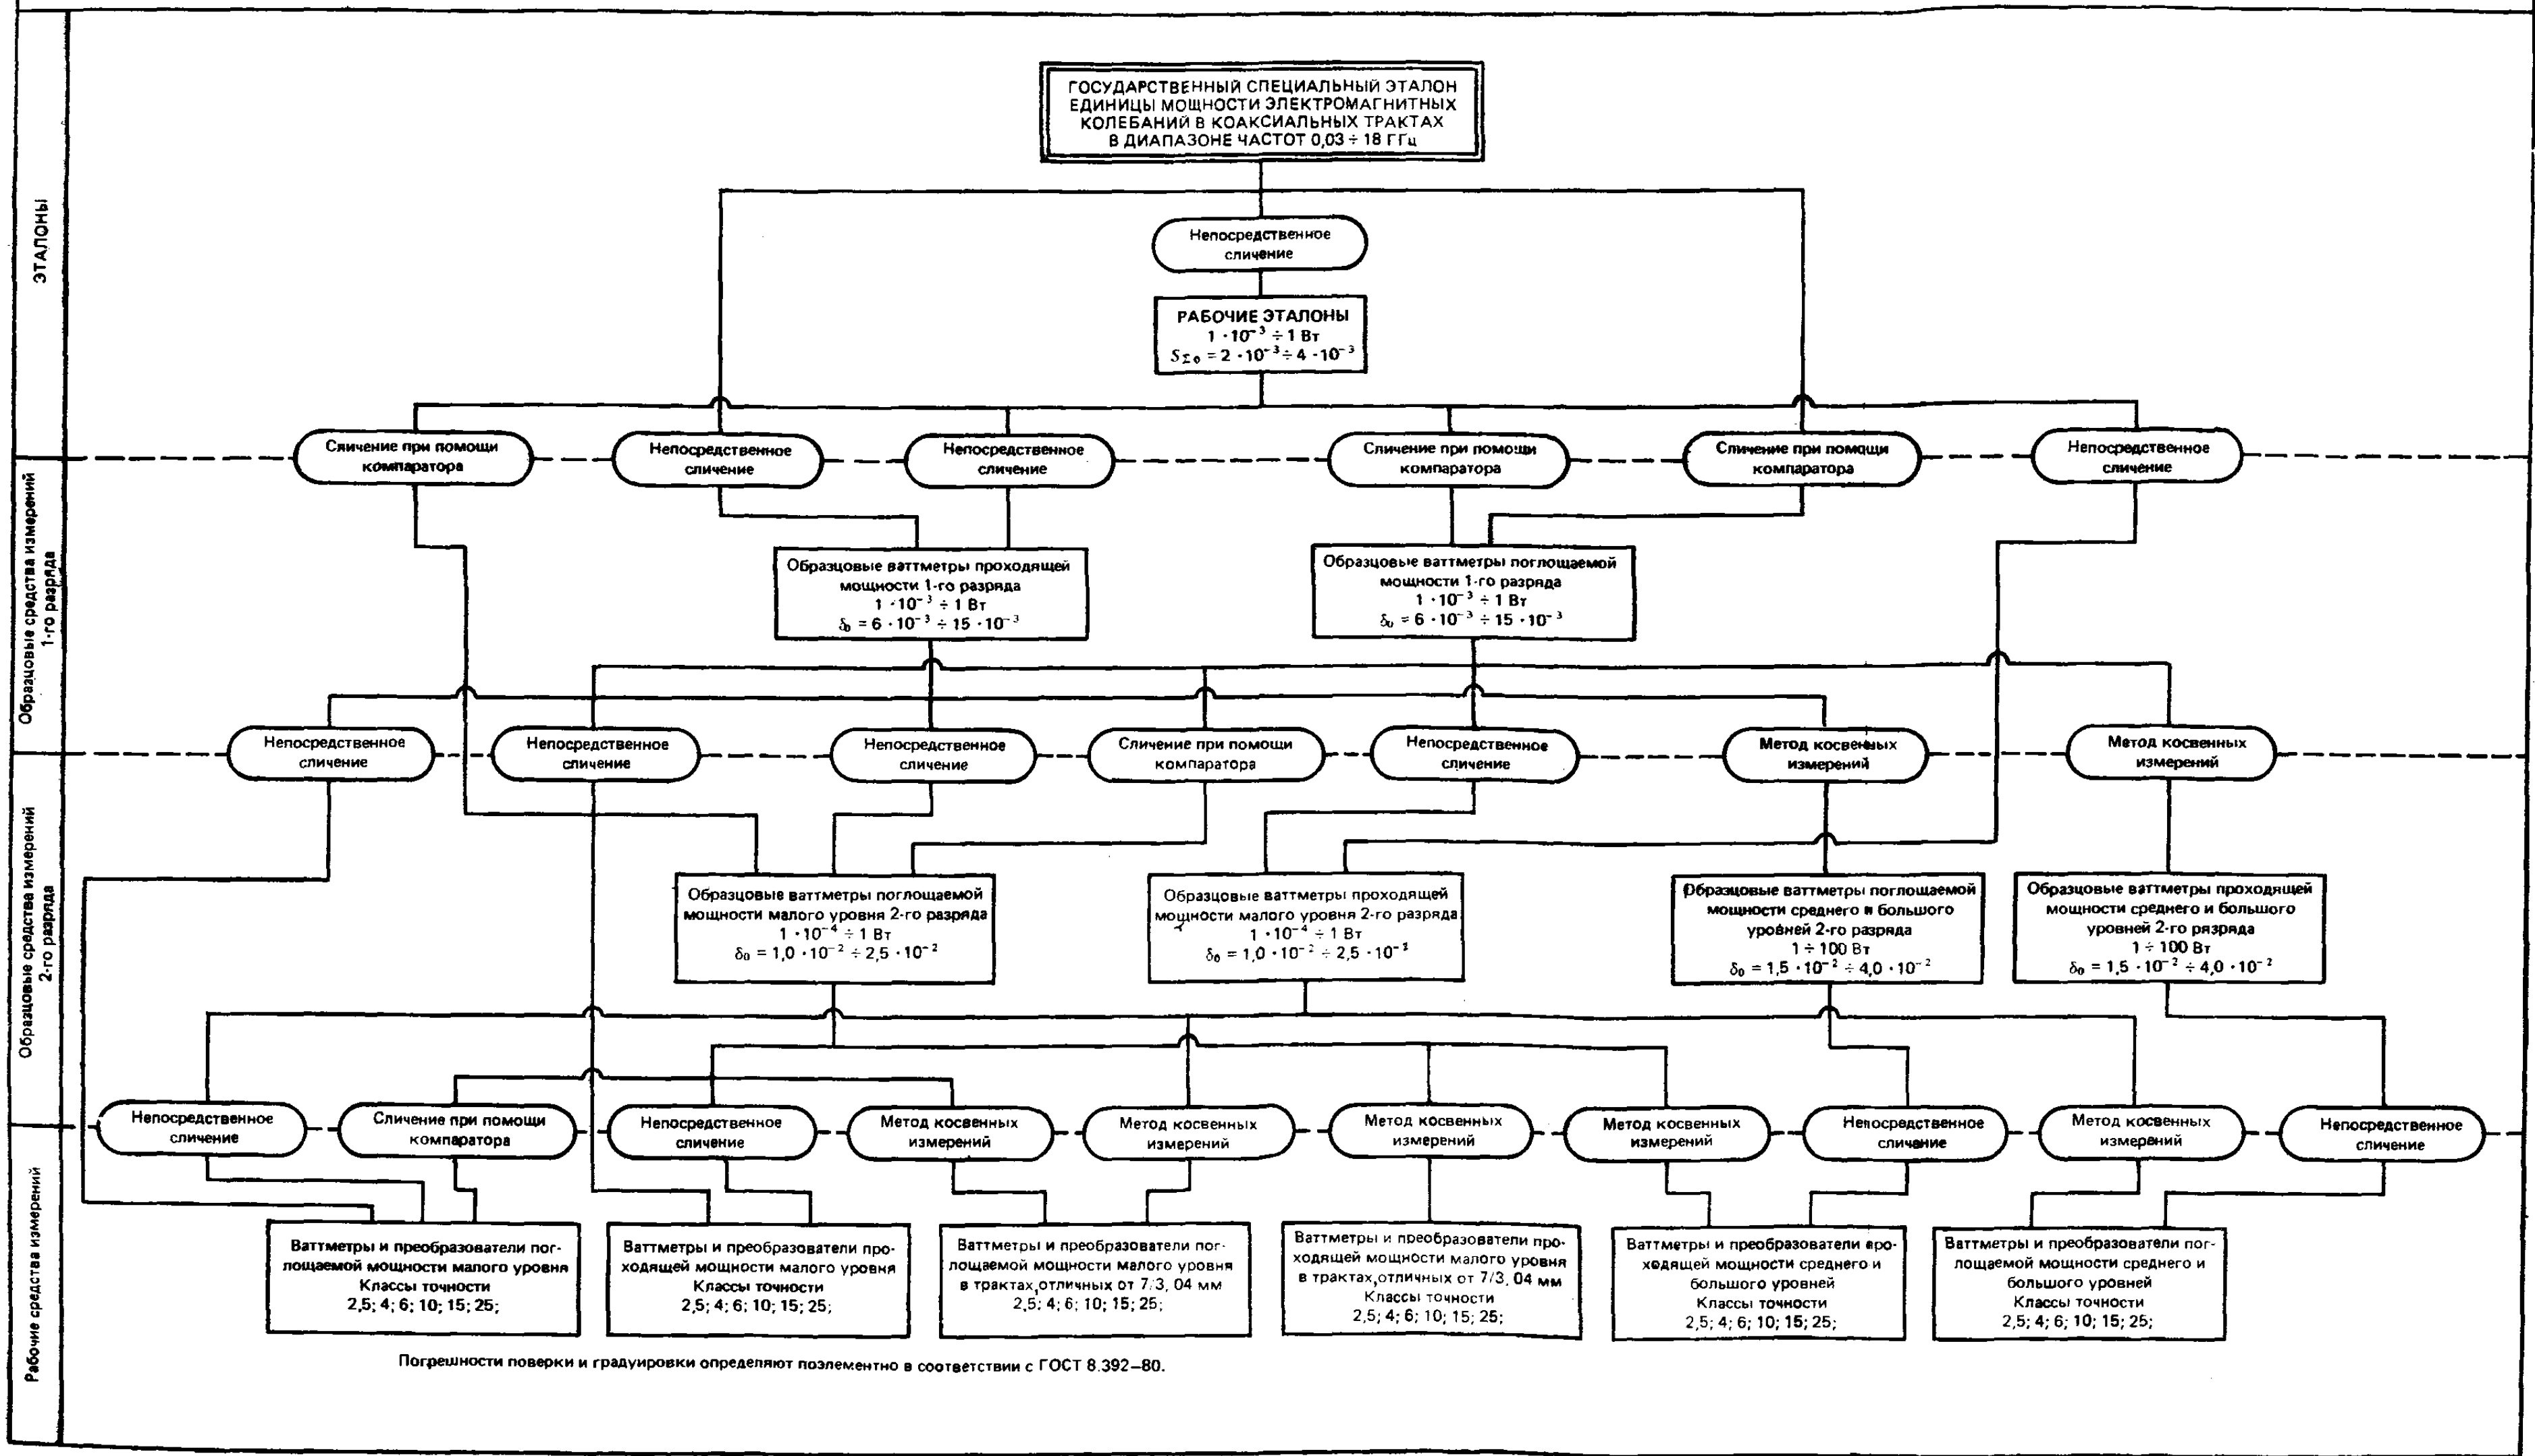 ЭТАЛОНЫ
ГОСУДАРСТВЕННЫЙ СПЕЦИАЛЬНЫЙ ЭТАЛОН
ЕДИНИЦЫ МОЩНОСТИ ЭЛЕКТРОМАГНИТНЫХ
КОЛЕБАНИЙ В КОАКСИАЛЬНЫХ ТРАКТАХ
В ДИАПАЗОНЕ ЧАСТОТ 0,03 ÷ 18 ГГц
Непосредственное
сличение
РАБОЧИЕ ЭТАЛОНЫ
1 · 10⁻³ ÷ 1 Вт
S_Σ₀ = 2 · 10⁻³ ÷ 4 · 10⁻³
Сличение при помощи
компаратора
Непосредственное
сличение
Непосредственное
сличение
Сличение при помощи
компаратора
Сличение при помощи
компаратора
Непосредственное
сличение
Образцовые средства измерений
1-го разряда
Образцовые ваттметры проходящей
мощности 1-го разряда
1 · 10⁻³ ÷ 1 Вт
δ₀ = 6 · 10⁻³ ÷ 15 · 10⁻³
Образцовые ваттметры поглощаемой
мощности 1-го разряда
1 · 10⁻³ ÷ 1 Вт
δ₀ = 6 · 10⁻³ ÷ 15 · 10⁻³
Непосредственное
сличение
Непосредственное
сличение
Непосредственное
сличение
Сличение при помощи
компаратора
Непосредственное
сличение
Метод косвенных
измерений
Метод косвенных
измерений
Образцовые средства измерений
2-го разряда
Образцовые ваттметры поглощаемой
мощности малого уровня 2-го разряда
1 · 10⁻⁴ ÷ 1 Вт
δ₀ = 1,0 · 10⁻² ÷ 2,5 · 10⁻²
Образцовые ваттметры проходящей
мощности малого уровня 2-го разряда
1 · 10⁻⁴ ÷ 1 Вт
δ₀ = 1,0 · 10⁻² ÷ 2,5 · 10⁻²
Образцовые ваттметры поглощаемой
мощности среднего и большого
уровней 2-го разряда
1 ÷ 100 Вт
δ₀ = 1,5 · 10⁻² ÷ 4,0 · 10⁻²
Образцовые ваттметры проходящей
мощности среднего и большого
уровней 2-го рязряда
1 ÷ 100 Вт
δ₀ = 1,5 · 10⁻² ÷ 4,0 · 10⁻²
Непосредственное
сличение
Сличение при помощи
компаратора
Непосредственное
сличение
Метод косвенных
измерений
Метод косвенных
измерений
Метод косвенных
измерений
Метод косвенных
измерений
Непосредственное
сличение
Метод косвенных
измерений
Непосредственное
сличение
Рабочие средства измерений
Ваттметры и преобразователи пог-
лощаемой мощности малого уровня
Классы точности
2,5; 4; 6; 10; 15; 25;
Ваттметры и преобразователи про-
ходящей мощности малого уровня
Классы точности
2,5; 4; 6; 10; 15; 25;
Ваттметры и преобразователи пог-
лощаемой мощности малого уровня
в трактах, отличных от 7/3, 04 мм
2,5; 4; 6; 10; 15; 25;
Ваттметры и преобразователи про-
ходящей мощности малого уровня
в трактах, отличных от 7/3, 04 мм
Классы точности
2,5; 4; 6; 10; 15; 25;
Ваттметры и преобразователи про-
ходящей мощности среднего и
большого уровней
Классы точности
2,5; 4; 6; 10; 15; 25;
Ваттметры и преобразователи пог-
лощаемой мощности среднего и
большого уровней
Классы точности
2,5; 4; 6; 10; 15; 25;
Погрешности поверки и градуировки определяют поэлементно в соответствии с ГОСТ 8.392–80.